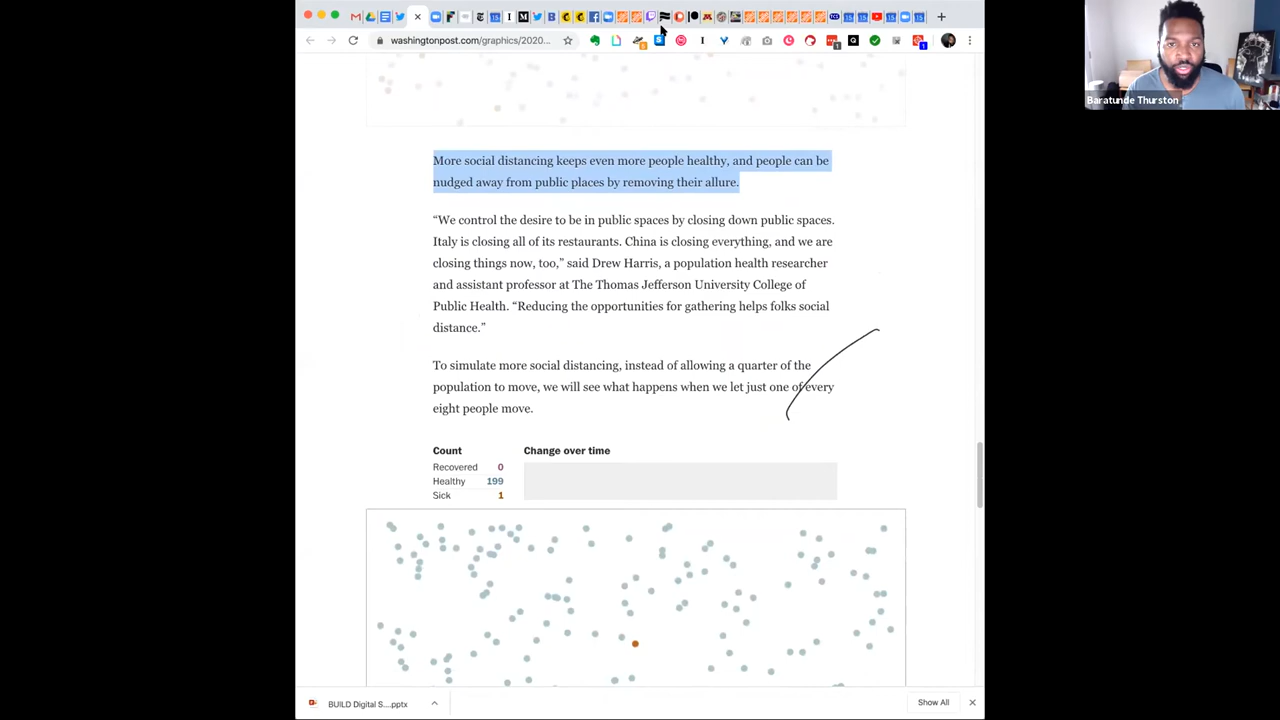 washingtonpost.com/graphics/2020...
Baratunde Thurston
More social distancing keeps even more people healthy, and people can be
nudged away from public places by removing their allure.
“We control the desire to be in public spaces by closing down public spaces.
Italy is closing all of its restaurants. China is closing everything, and we are
closing things now, too,” said Drew Harris, a population health researcher
and assistant professor at The Thomas Jefferson University College of
Public Health. “Reducing the opportunities for gathering helps folks social
distance.”
To simulate more social distancing, instead of allowing a quarter of the
population to move, we will see what happens when we let just one of every
eight people move.
Count Change over time
Recovered 0
Healthy 199
Sick 1
BUILD Digital S....pptx
Show All